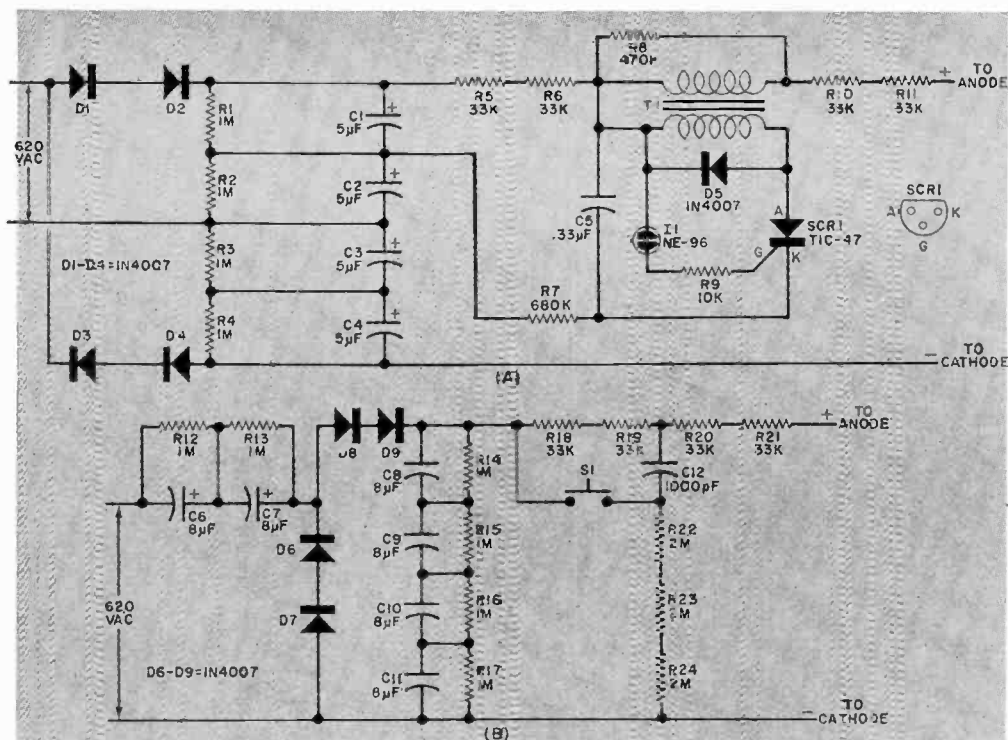 R8
470K
TO
ANODE
+
D1
D2
R1
1M
C1
5µF
+
R5
33K
R6
33K
T1
R10
33K
R11
33K
620
VAC
R2
1M
C2
5µF
+
D5
1N4007
SCR1
A
K
G
C5
.33µF
I1
NE-96
A
SCR1
TIC-47
G
K
R3
1M
C3
5µF
+
D1-D4=1N4007
R9
10K
R7
680K
R4
1M
C4
5µF
+
D3
D4
−
TO
CATHODE
(A)
R12
1M
R13
1M
D8
D9
R18
33K
R19
33K
R20
33K
R21
33K
+
TO
ANODE
C6
8µF
+
C7
8µF
+
C8
8µF
R14
1M
S1
C12
1000pF
D6
C9
8µF
R15
1M
R22
2M
620
VAC
D7
C10
8µF
R16
1M
R23
2M
D6-D9=1N4007
C11
8µF
R17
1M
R24
2M
−
TO
CATHODE
(B)